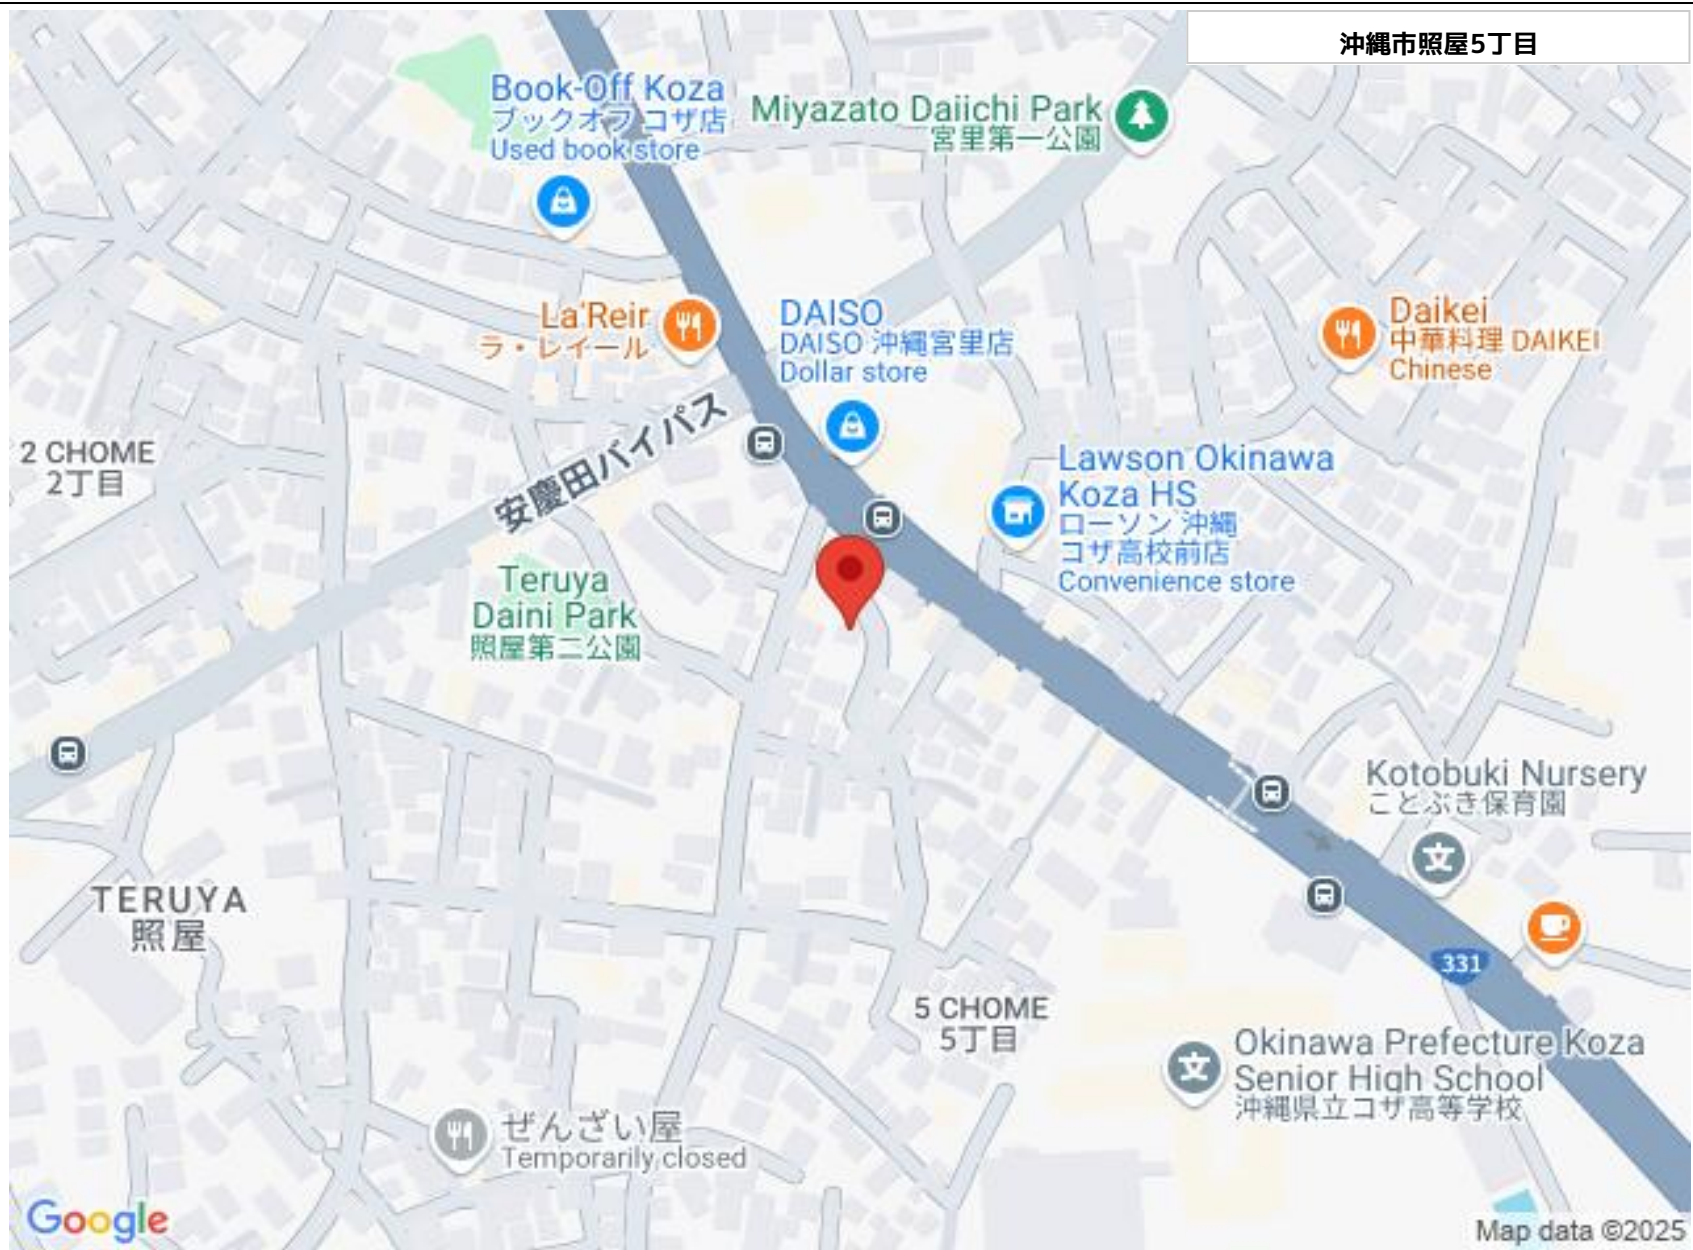 沖縄市照屋5丁目
Book-Off Koza
ブックオフ コザ店
Used book store
Miyazato Daiichi Park
宮里第一公園
La'Reir
ラ・レイール
DAISO
DAISO 沖縄宮里店
Dollar store
Daikei
中華料理 DAIKEI
Chinese
安慶田バイパス
2 CHOME
2丁目
Lawson Okinawa
Koza HS
ローソン 沖縄
コザ高校前店
Convenience store
Teruya
Daini Park
照屋第二公園
Kotobuki Nursery
ことぶき保育園
TERUYA
照屋
331
5 CHOME
5丁目
Okinawa Prefecture Koza
Senior High School
沖縄県立コザ高等学校
ぜんざい屋
Temporarily closed
Google
Map data ©2025